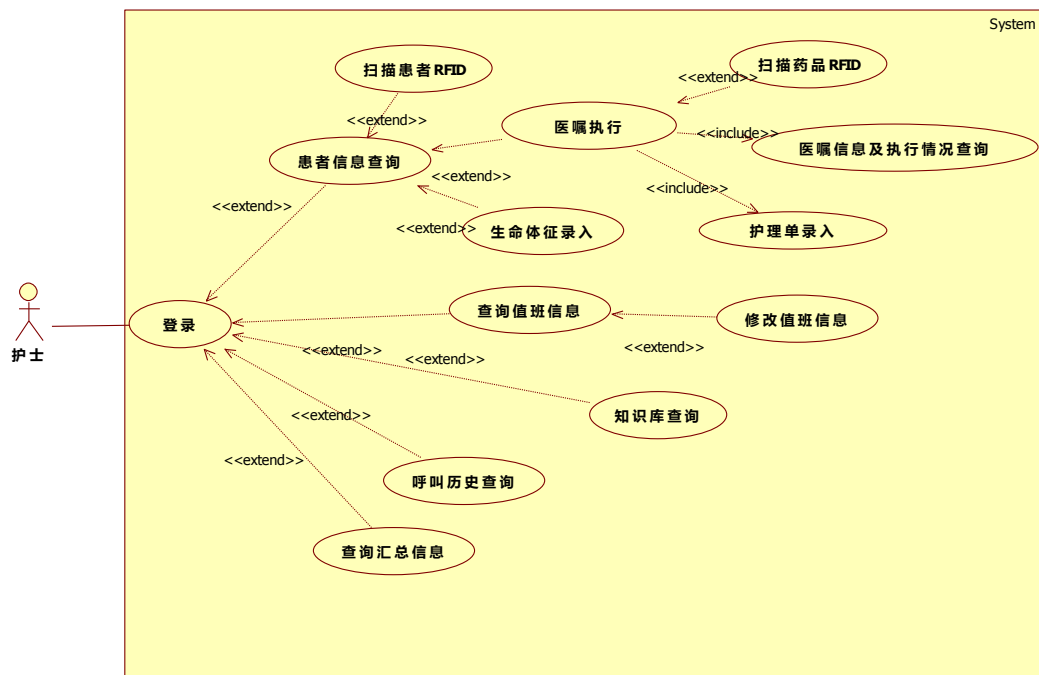 System
扫描患者RFID
扫描药品RFID
<<extend>>
<<extend>>
医嘱执行
<<include>>
医嘱信息及执行情况查询
患者信息查询
<<extend>>
<<include>>
<<extend>>
<<extend>>
生命体征录入
护理单录入
登录
查询值班信息
修改值班信息
护士
<<extend>>
<<extend>>
<<extend>>
知识库查询
<<extend>>
<<extend>>
呼叫历史查询
查询汇总信息